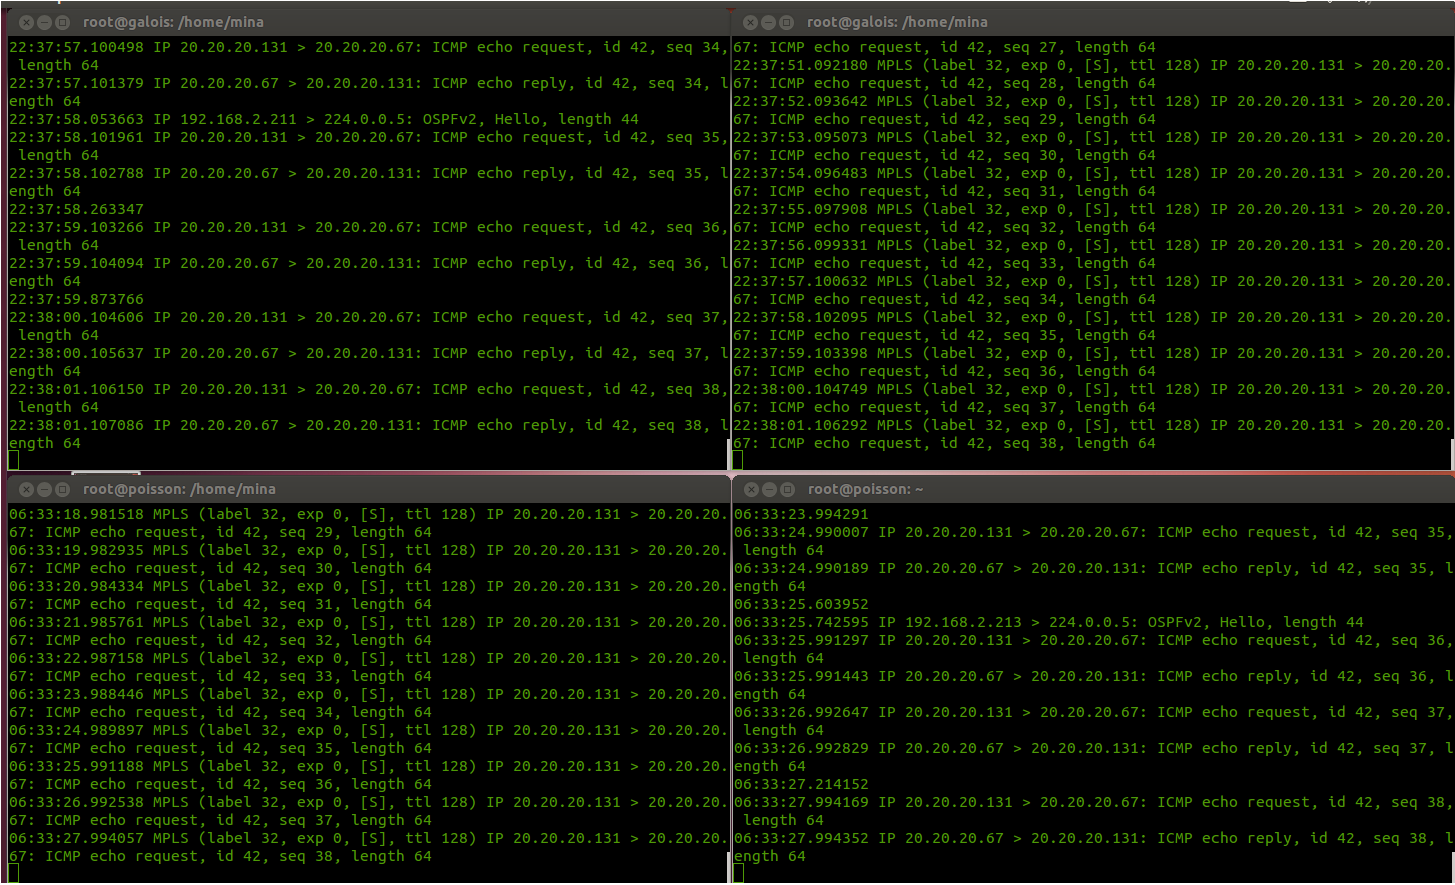 root@galois: /home/mina
22:37:57.100498 IP 20.20.20.131 > 20.20.20.67: ICMP echo request, id 42, seq 34,
 length 64
22:37:57.101379 IP 20.20.20.67 > 20.20.20.131: ICMP echo reply, id 42, seq 34, l
ength 64
22:37:58.053663 IP 192.168.2.211 > 224.0.0.5: OSPFv2, Hello, length 44
22:37:58.101961 IP 20.20.20.131 > 20.20.20.67: ICMP echo request, id 42, seq 35,
 length 64
22:37:58.102788 IP 20.20.20.67 > 20.20.20.131: ICMP echo reply, id 42, seq 35, l
ength 64
22:37:58.263347
22:37:59.103266 IP 20.20.20.131 > 20.20.20.67: ICMP echo request, id 42, seq 36,
 length 64
22:37:59.104094 IP 20.20.20.67 > 20.20.20.131: ICMP echo reply, id 42, seq 36, l
ength 64
22:37:59.873766
22:38:00.104606 IP 20.20.20.131 > 20.20.20.67: ICMP echo request, id 42, seq 37,
 length 64
22:38:00.105637 IP 20.20.20.67 > 20.20.20.131: ICMP echo reply, id 42, seq 37, l
ength 64
22:38:01.106150 IP 20.20.20.131 > 20.20.20.67: ICMP echo request, id 42, seq 38,
 length 64
22:38:01.107086 IP 20.20.20.67 > 20.20.20.131: ICMP echo reply, id 42, seq 38, l
ength 64
root@galois: /home/mina
67: ICMP echo request, id 42, seq 27, length 64
22:37:51.092180 MPLS (label 32, exp 0, [S], ttl 128) IP 20.20.20.131 > 20.20.20.
67: ICMP echo request, id 42, seq 28, length 64
22:37:52.093642 MPLS (label 32, exp 0, [S], ttl 128) IP 20.20.20.131 > 20.20.20.
67: ICMP echo request, id 42, seq 29, length 64
22:37:53.095073 MPLS (label 32, exp 0, [S], ttl 128) IP 20.20.20.131 > 20.20.20.
67: ICMP echo request, id 42, seq 30, length 64
22:37:54.096483 MPLS (label 32, exp 0, [S], ttl 128) IP 20.20.20.131 > 20.20.20.
67: ICMP echo request, id 42, seq 31, length 64
22:37:55.097908 MPLS (label 32, exp 0, [S], ttl 128) IP 20.20.20.131 > 20.20.20.
67: ICMP echo request, id 42, seq 32, length 64
22:37:56.099331 MPLS (label 32, exp 0, [S], ttl 128) IP 20.20.20.131 > 20.20.20.
67: ICMP echo request, id 42, seq 33, length 64
22:37:57.100632 MPLS (label 32, exp 0, [S], ttl 128) IP 20.20.20.131 > 20.20.20.
67: ICMP echo request, id 42, seq 34, length 64
22:37:58.102095 MPLS (label 32, exp 0, [S], ttl 128) IP 20.20.20.131 > 20.20.20.
67: ICMP echo request, id 42, seq 35, length 64
22:37:59.103398 MPLS (label 32, exp 0, [S], ttl 128) IP 20.20.20.131 > 20.20.20.
67: ICMP echo request, id 42, seq 36, length 64
22:38:00.104749 MPLS (label 32, exp 0, [S], ttl 128) IP 20.20.20.131 > 20.20.20.
67: ICMP echo request, id 42, seq 37, length 64
22:38:01.106292 MPLS (label 32, exp 0, [S], ttl 128) IP 20.20.20.131 > 20.20.20.
67: ICMP echo request, id 42, seq 38, length 64
root@poisson: /home/mina
06:33:18.981518 MPLS (label 32, exp 0, [S], ttl 128) IP 20.20.20.131 > 20.20.20.
67: ICMP echo request, id 42, seq 29, length 64
06:33:19.982935 MPLS (label 32, exp 0, [S], ttl 128) IP 20.20.20.131 > 20.20.20.
67: ICMP echo request, id 42, seq 30, length 64
06:33:20.984334 MPLS (label 32, exp 0, [S], ttl 128) IP 20.20.20.131 > 20.20.20.
67: ICMP echo request, id 42, seq 31, length 64
06:33:21.985761 MPLS (label 32, exp 0, [S], ttl 128) IP 20.20.20.131 > 20.20.20.
67: ICMP echo request, id 42, seq 32, length 64
06:33:22.987158 MPLS (label 32, exp 0, [S], ttl 128) IP 20.20.20.131 > 20.20.20.
67: ICMP echo request, id 42, seq 33, length 64
06:33:23.988446 MPLS (label 32, exp 0, [S], ttl 128) IP 20.20.20.131 > 20.20.20.
67: ICMP echo request, id 42, seq 34, length 64
06:33:24.989897 MPLS (label 32, exp 0, [S], ttl 128) IP 20.20.20.131 > 20.20.20.
67: ICMP echo request, id 42, seq 35, length 64
06:33:25.991188 MPLS (label 32, exp 0, [S], ttl 128) IP 20.20.20.131 > 20.20.20.
67: ICMP echo request, id 42, seq 36, length 64
06:33:26.992538 MPLS (label 32, exp 0, [S], ttl 128) IP 20.20.20.131 > 20.20.20.
67: ICMP echo request, id 42, seq 37, length 64
06:33:27.994057 MPLS (label 32, exp 0, [S], ttl 128) IP 20.20.20.131 > 20.20.20.
67: ICMP echo request, id 42, seq 38, length 64
root@poisson: ~
06:33:23.994291
06:33:24.990007 IP 20.20.20.131 > 20.20.20.67: ICMP echo request, id 42, seq 35,
 length 64
06:33:24.990189 IP 20.20.20.67 > 20.20.20.131: ICMP echo reply, id 42, seq 35, l
ength 64
06:33:25.603952
06:33:25.742595 IP 192.168.2.213 > 224.0.0.5: OSPFv2, Hello, length 44
06:33:25.991297 IP 20.20.20.131 > 20.20.20.67: ICMP echo request, id 42, seq 36,
 length 64
06:33:25.991443 IP 20.20.20.67 > 20.20.20.131: ICMP echo reply, id 42, seq 36, l
ength 64
06:33:26.992647 IP 20.20.20.131 > 20.20.20.67: ICMP echo request, id 42, seq 37,
 length 64
06:33:26.992829 IP 20.20.20.67 > 20.20.20.131: ICMP echo reply, id 42, seq 37, l
ength 64
06:33:27.214152
06:33:27.994169 IP 20.20.20.131 > 20.20.20.67: ICMP echo request, id 42, seq 38,
 length 64
06:33:27.994352 IP 20.20.20.67 > 20.20.20.131: ICMP echo reply, id 42, seq 38, l
ength 64